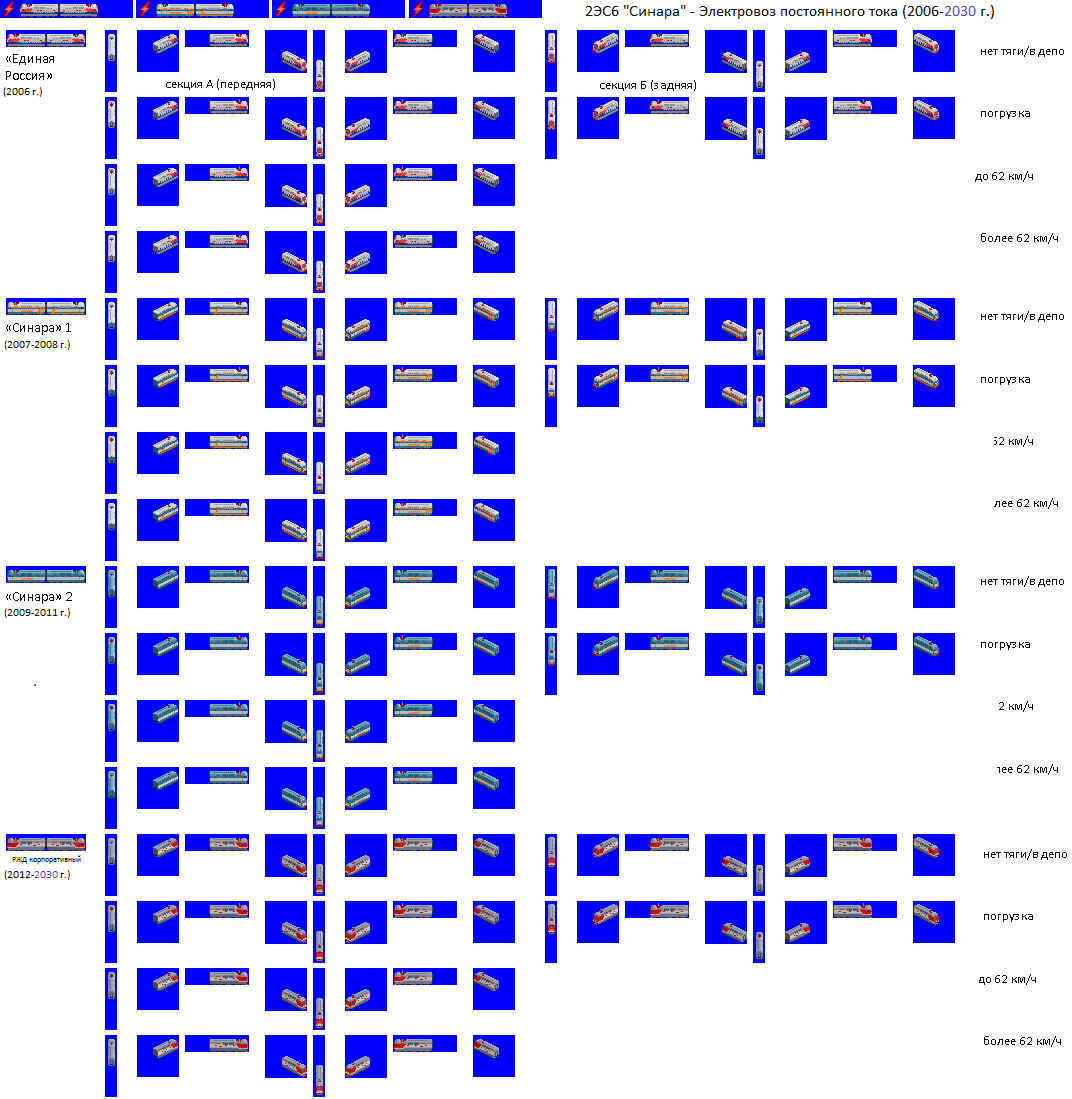 2ЭС6 "Синара" - Электровоз постоянного тока (2006-2030 г.)
«Единая
Россия»
(2006 г.)
секция А (передняя)
секция Б (задняя)
нет тяги/в депо
погрузка
до 62 км/ч
более 62 км/ч
«Синара» 1
(2007-2008 г.)
нет тяги/в депо
погрузка
62 км/ч
лее 62 км/ч
«Синара» 2
(2009-2011 г.)
нет тяги/в депо
погрузка
2 км/ч
лее 62 км/ч
РЖД корпоративный
(2012-2030 г.)
нет тяги/в депо
погрузка
до 62 км/ч
более 62 км/ч